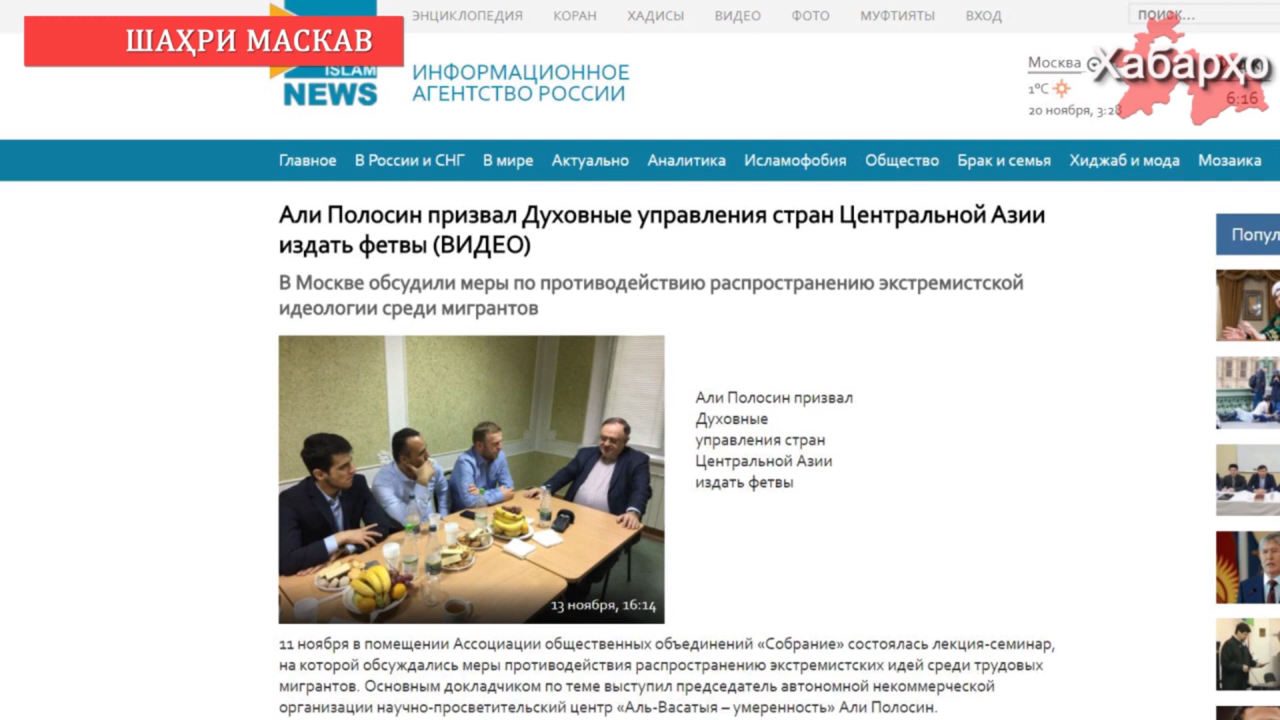 ЭНЦИКЛОПЕДИЯ КОРАН ХАДИСЫ ВИДЕО ФОТО МУФТИЯТЫ ВХОД
поиск...
ШАҲРИ МАСКАВ
ISLAM
NEWS
ИНФОРМАЦИОННОЕ
АГЕНТСТВО РОССИИ
Москва
Хабарҳо
1°C
6:16
20 ноября, 3:28
Главное В России и СНГ В мире Актуально Аналитика Исламофобия Общество Брак и семья Хиджаб и мода Мозаика
Али Полосин призвал Духовные управления стран Центральной Азии
издать фетвы (ВИДЕО)
Попул
В Москве обсудили меры по противодействию распространению экстремистской
идеологии среди мигрантов
Али Полосин призвал
Духовные
управления стран
Центральной Азии
издать фетвы
13 ноября, 16:14
11 ноября в помещении Ассоциации общественных объединений «Собрание» состоялась лекция-семинар,
на которой обсуждались меры противодействия распространению экстремистских идей среди трудовых
мигрантов. Основным докладчиком по теме выступил председатель автономной некоммерческой
организации научно-просветительский центр «Аль-Васатыя – умеренность» Али Полосин.